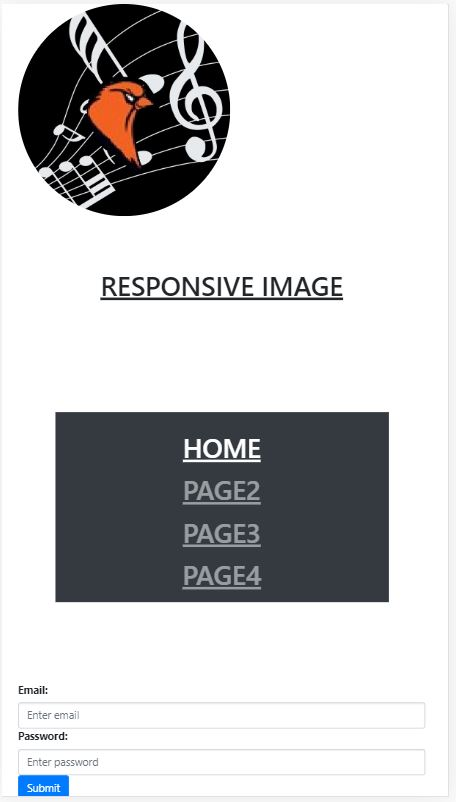 RESPONSIVE IMAGE
HOME
PAGE2
PAGE3
PAGE4
Email:
Enter email
Password:
Enter password
Submit